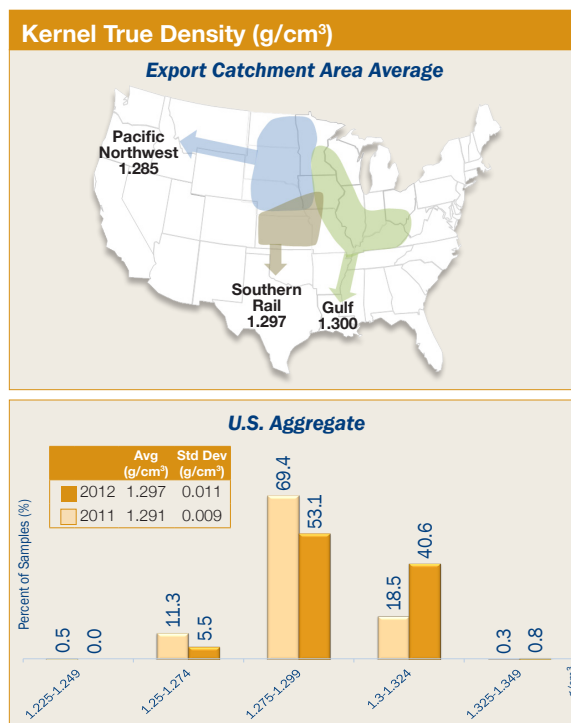 Kernel True Density (g/cm³)
Export Catchment Area Average
Pacific
Northwest
1.285
Southern
Rail
1.297
Gulf
1.300
U.S. Aggregate
Avg Std Dev
(g/cm³) (g/cm³)
2012 1.297 0.011
2011 1.291 0.009
Percent of Samples (%)
0.5 0.0 11.3 5.5 69.4 53.1 18.5 40.6 0.3 0.8
1.225-1.249 1.25-1.274 1.275-1.299 1.3-1.324 1.325-1.349